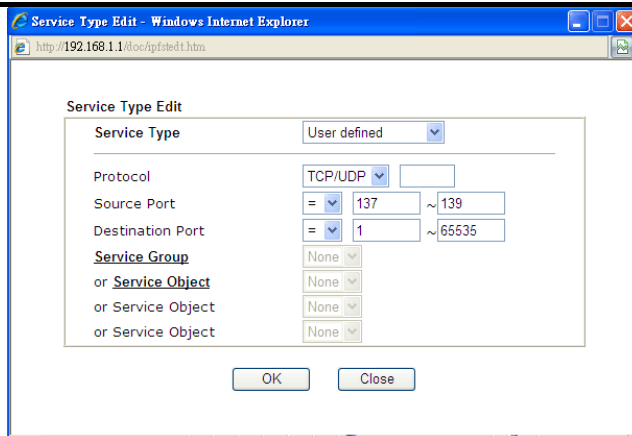 Service Type Edit - Windows Internet Explorer
http://192.168.1.1/doc/ipfstedt.htm
Service Type Edit
Service Type User defined
Protocol TCP/UDP
Source Port = 137 ~ 139
Destination Port = 1 ~ 65535
Service Group None
or Service Object None
or Service Object None
or Service Object None
OK Close